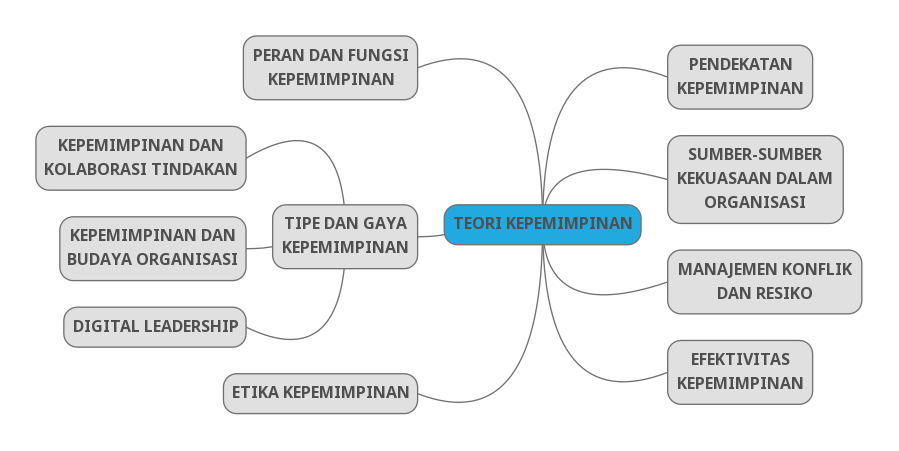 PERAN DAN FUNGSI
KEPEMIMPINAN
KEPEMIMPINAN DAN
KOLABORASI TINDAKAN
TIPE DAN GAYA
KEPEMIMPINAN
KEPEMIMPINAN DAN
BUDAYA ORGANISASI
DIGITAL LEADERSHIP
ETIKA KEPEMIMPINAN
TEORI KEPEMIMPINAN
PENDEKATAN
KEPEMIMPINAN
SUMBER-SUMBER
KEKUASAAN DALAM
ORGANISASI
MANAJEMEN KONFLIK
DAN RESIKO
EFEKTIVITAS
KEPEMIMPINAN